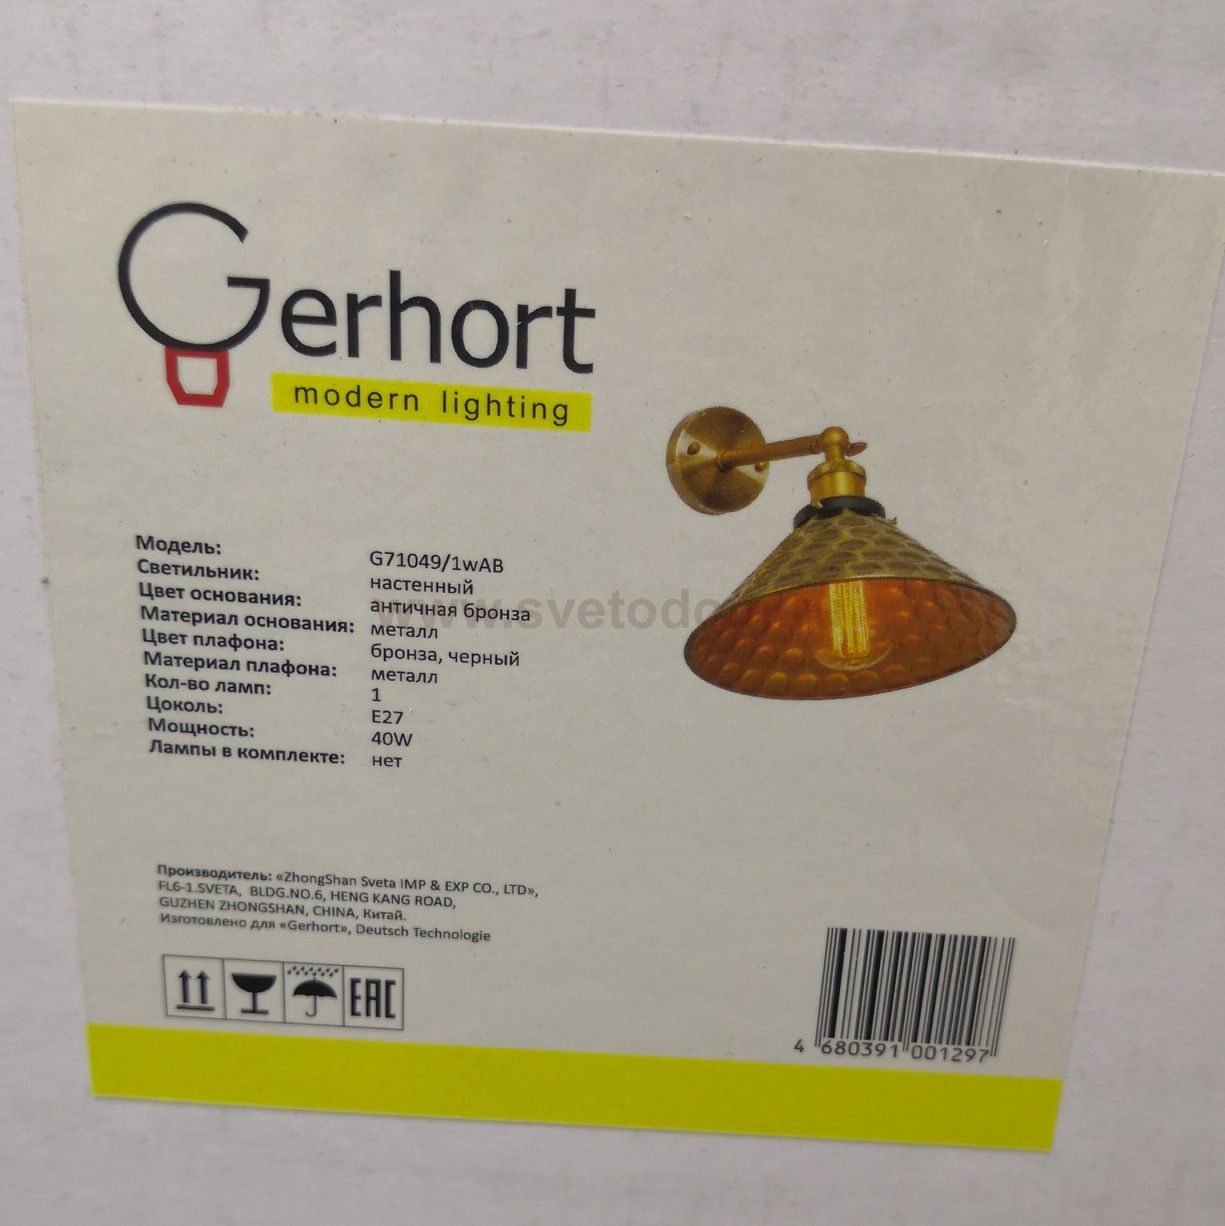 Gerhort
modern lighting
Модель: G71049/1wAB
Светильник: настенный
Цвет основания: античная бронза
Материал основания: металл
Цвет плафона: бронза, черный
Материал плафона: металл
Кол-во ламп: 1
Цоколь: E27
Мощность: 40W
Лампы в комплекте: нет
www.svetodo
Производитель: «ZhongShan Sveta IMP & EXP CO., LTD»,
FL6-1.SVETA, BLDG.NO.6, HENG KANG ROAD,
GUZHEN ZHONGSHAN, CHINA, Китай.
Изготовлено для «Gerhort», Deutsch Technologie
EAC
4 680391 001297